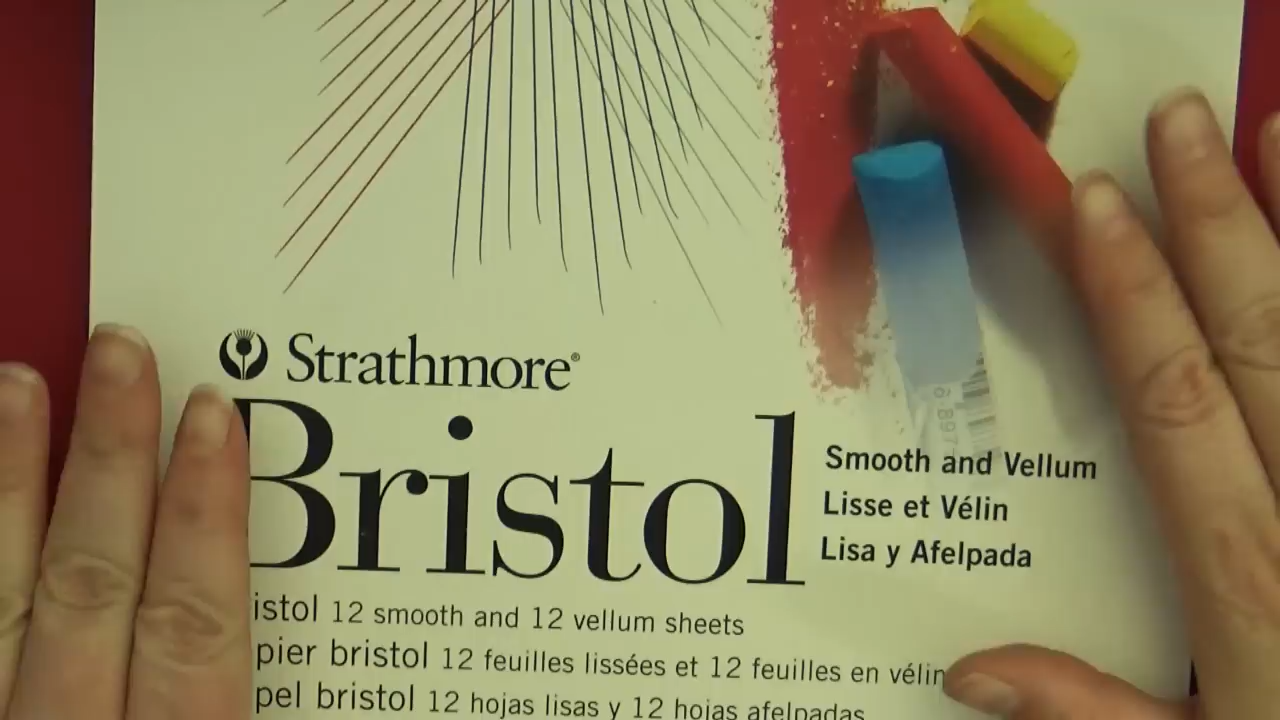 Strathmore®
Bristol
Smooth and Vellum
Lisse et Vélin
Lisa y Afelpada
istol 12 smooth and 12 vellum sheets
pier bristol 12 feuilles lissées et 12 feuilles en vélin
pel bristol 12 hojas lisas y 12 hojas afelpadas